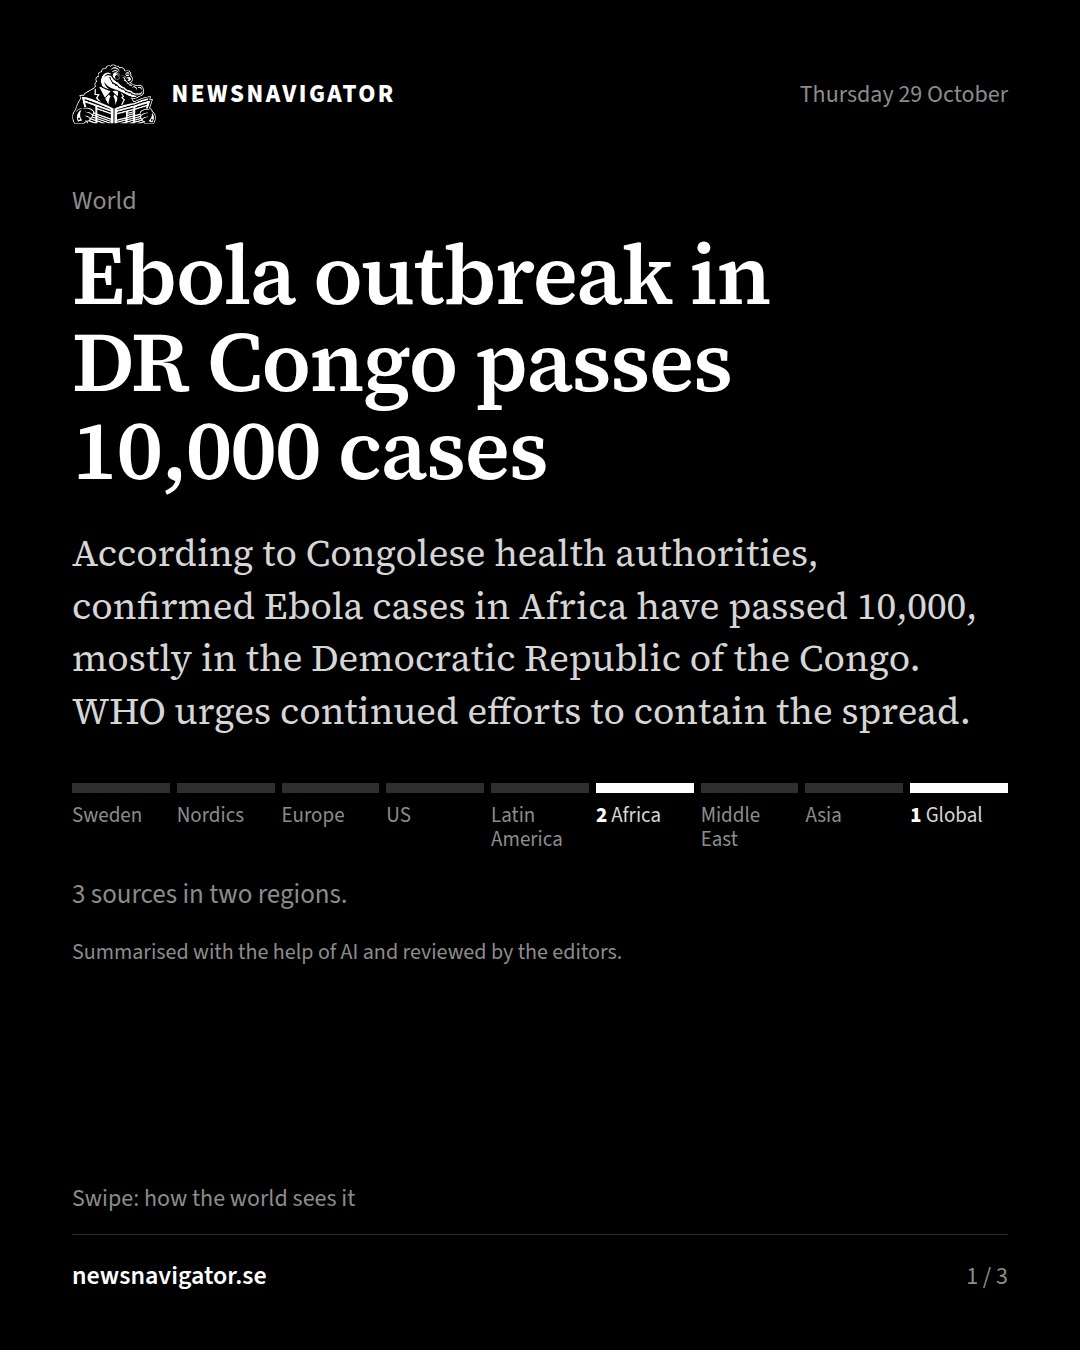 NEWSNAVIGATOR
Thursday 29 October
World
Ebola outbreak in
DR Congo passes
10,000 cases
According to Congolese health authorities,
confirmed Ebola cases in Africa have passed 10,000,
mostly in the Democratic Republic of the Congo.
WHO urges continued efforts to contain the spread.
Sweden
Nordics
Europe
US
Latin
America
2 Africa
Middle
East
Asia
1 Global
3 sources in two regions.
Summarised with the help of AI and reviewed by the editors.
Swipe: how the world sees it
newsnavigator.se
1 / 3